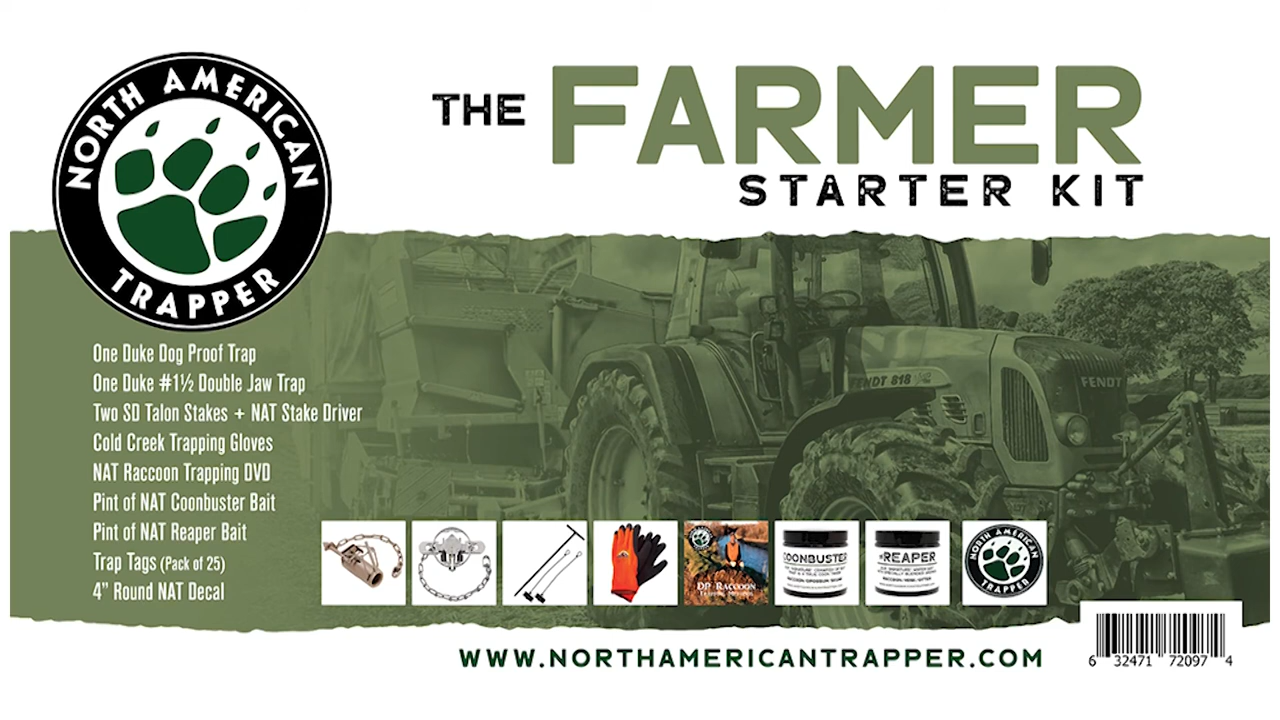 NORTH AMERICAN
TRAPPER
THE FARMER
STARTER KIT
One Duke Dog Proof Trap
One Duke #1½ Double Jaw Trap
Two SD Talon Stakes + NAT Stake Driver
Cold Creek Trapping Gloves
NAT Raccoon Trapping DVD
Pint of NAT Coonbuster Bait
Pint of NAT Reaper Bait
Trap Tags (Pack of 25)
4” Round NAT Decal
FENDT 818
FENDT
DP Raccoon
COONBUSTER
REAPER
NORTH AMERICAN
TRAPPER
WWW.NORTHAMERICANTRAPPER.COM
6 32471 72097 4